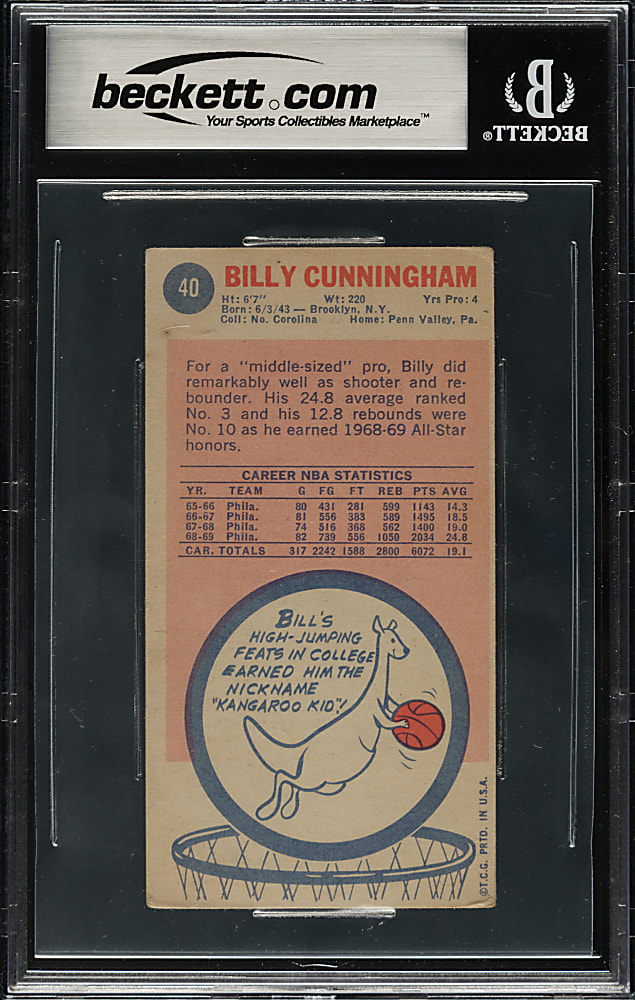 beckett.com
Your Sports Collectibles Marketplace™
B
BECKETT®
40
BILLY CUNNINGHAM
Ht: 6'7" Wt: 220 Yrs Pro: 4
Born: 6/3/43 — Brooklyn, N.Y.
Coll: No. Corolina Home: Penn Valley, Pa.
For a "middle-sized" pro, Billy did
remarkably well as shooter and re-
bounder. His 24.8 average ranked
No. 3 and his 12.8 rebounds were
No. 10 as he earned 1968-69 All-Star
honors.
CAREER NBA STATISTICS
YR. TEAM G FG FT REB PTS AVG
65-66 Phila. 80 431 281 599 1143 14.3
66-67 Phila. 81 556 383 589 1495 18.5
67-68 Phila. 74 516 368 562 1400 19.0
68-69 Phila. 82 739 556 1050 2034 24.8
CAR. TOTALS 317 2242 1588 2800 6072 19.1
BILL'S
HIGH-JUMPING
FEATS IN COLLEGE
EARNED HIM THE
NICKNAME
"KANGAROO KID"!
©T.C.G. PRTD. IN U.S.A.